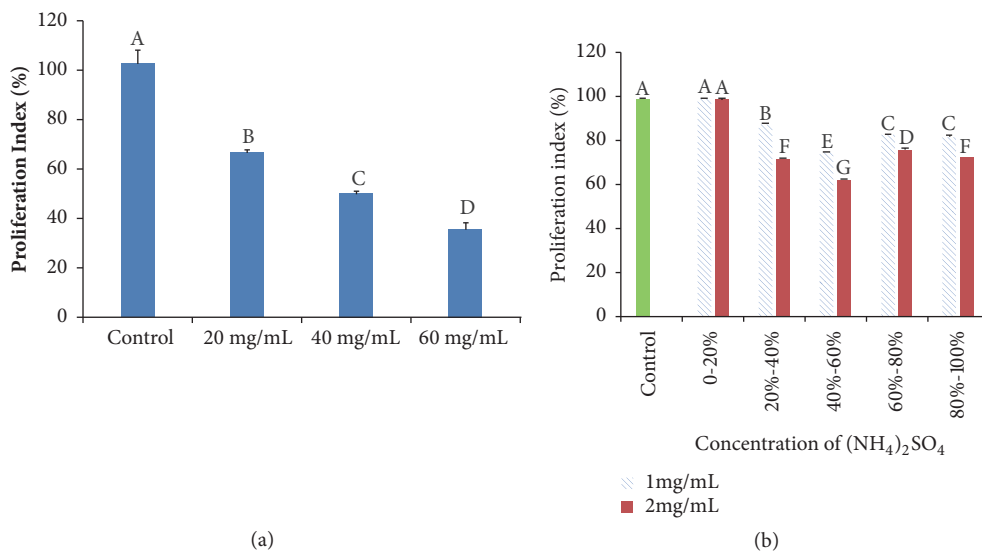 Proliferation Index (%)
120
100
80
60
40
20
0
A
B
C
D
Control
20 mg/mL
40 mg/mL
60 mg/mL
(a)
Proliferation index (%)
120
100
80
60
40
20
0
A
A A
B
F
E
G
C
D
C
F
Control
0-20%
20%-40%
40%-60%
60%-80%
80%-100%
Concentration of (NH₄)₂SO₄
1mg/mL
2mg/mL
(b)